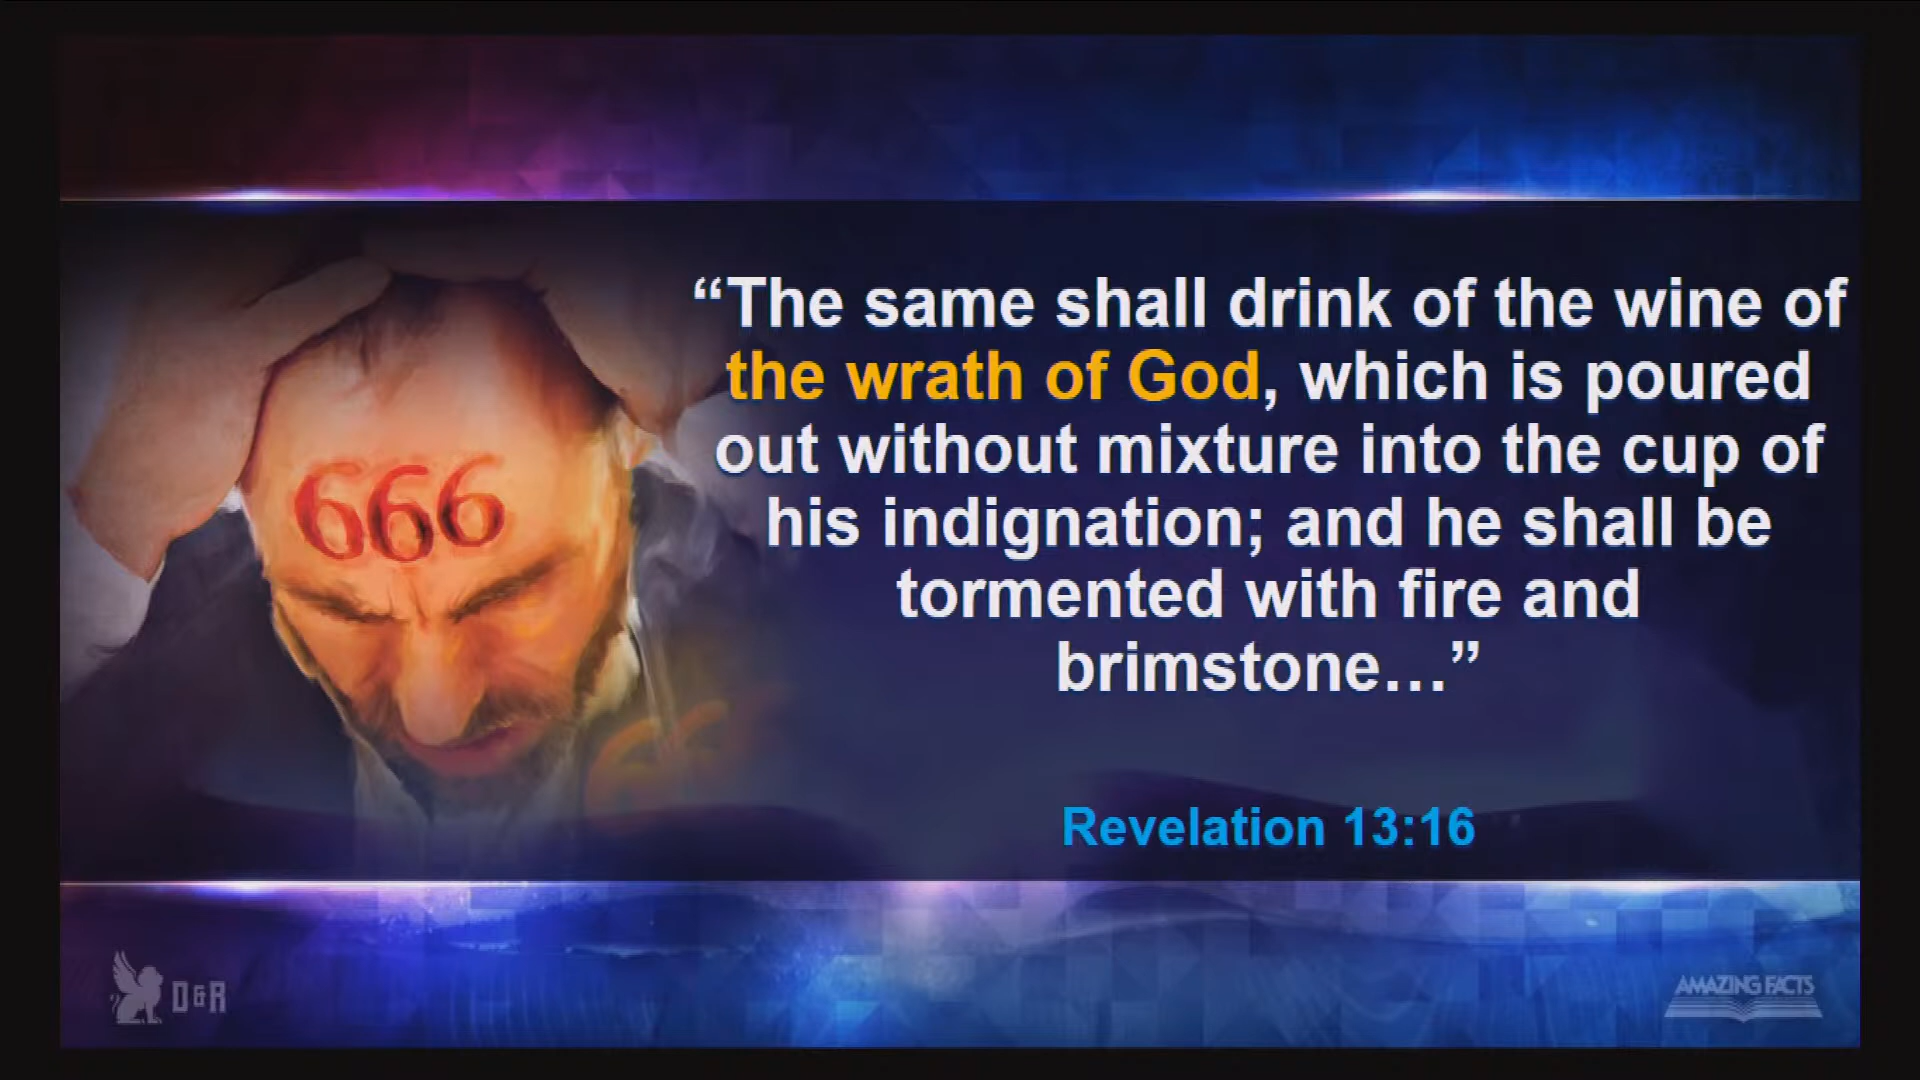 666
“The same shall drink of the wine of
the wrath of God, which is poured
out without mixture into the cup of
his indignation; and he shall be
tormented with fire and
brimstone…”
Revelation 13:16
D&R
AMAZING FACTS